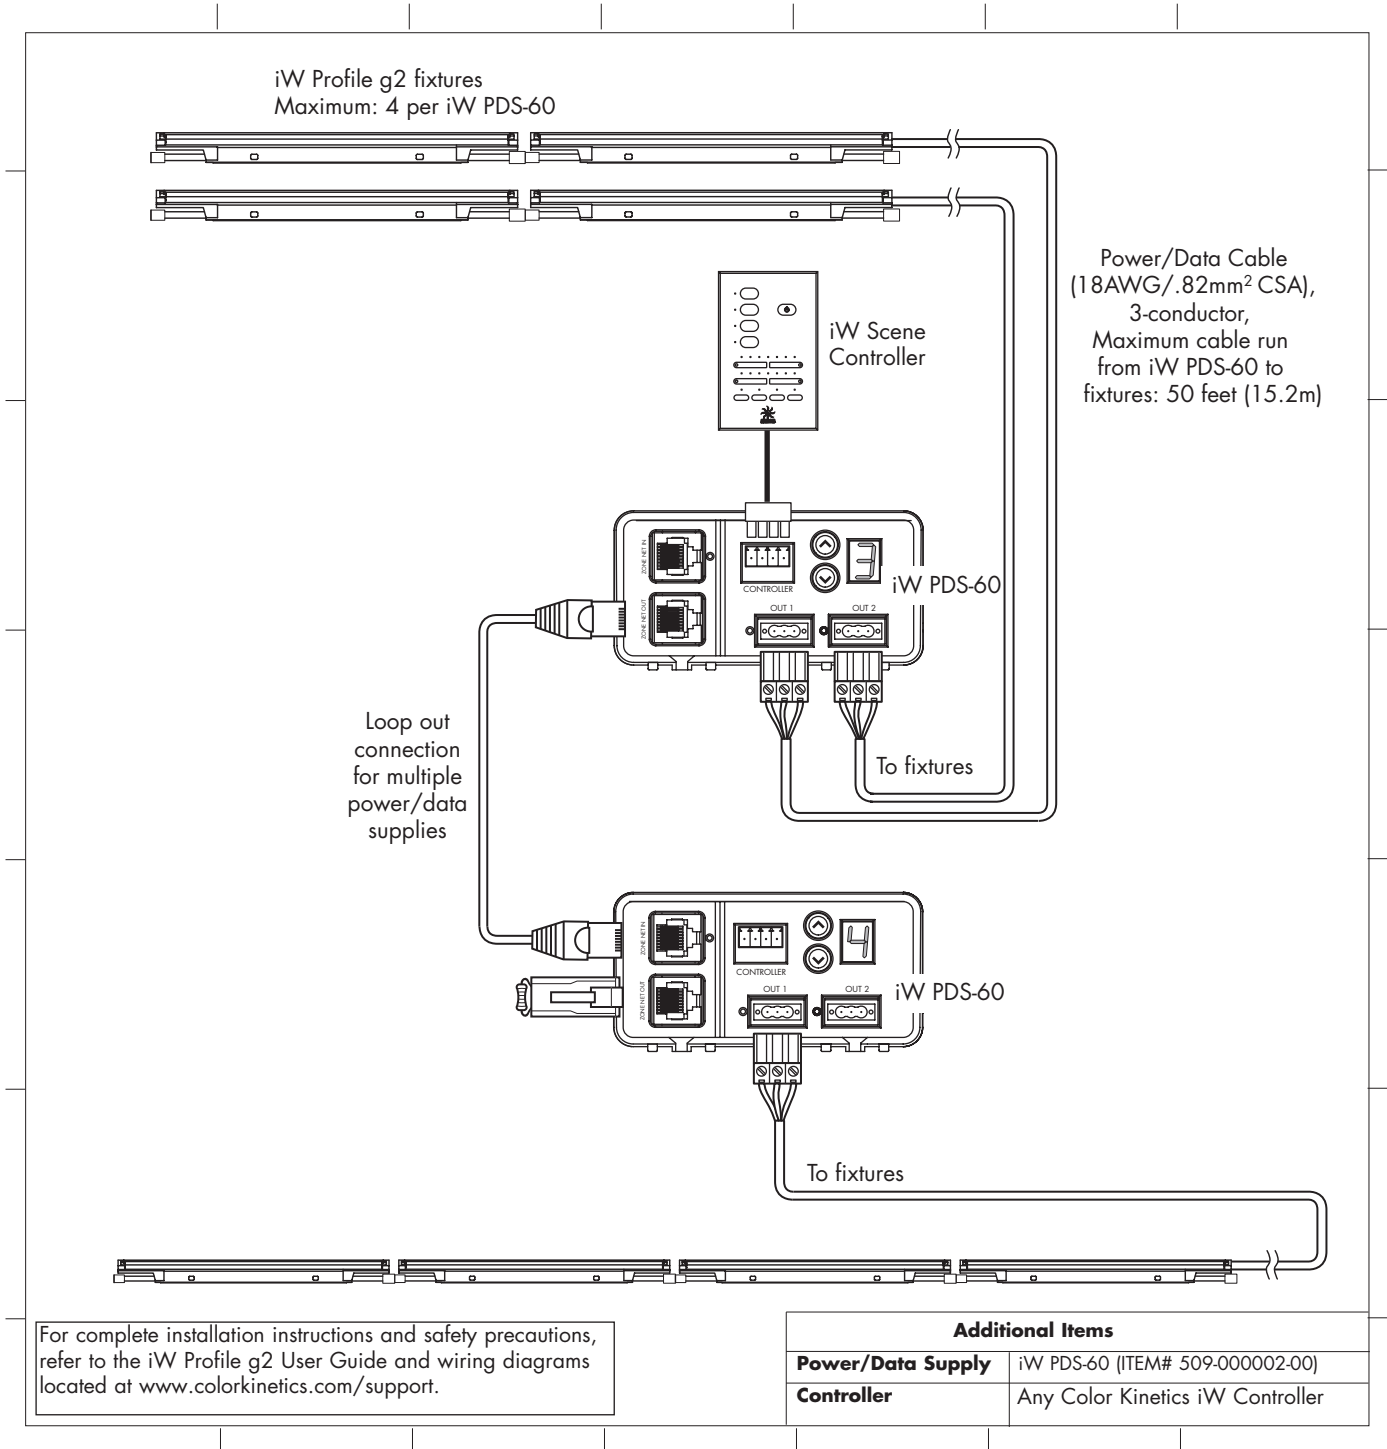 iW Profile g2 fixtures
Maximum: 4 per iW PDS-60
Power/Data Cable
(18AWG/.82mm² CSA),
3-conductor,
Maximum cable run
from iW PDS-60 to
fixtures: 50 feet (15.2m)
iW Scene
Controller
ZONE NET IN
ZONE NET OUT
CONTROLLER
3
iW PDS-60
OUT 1
OUT 2
To fixtures
Loop out
connection
for multiple
power/data
supplies
ZONE NET IN
ZONE NET OUT
CONTROLLER
4
iW PDS-60
OUT 1
OUT 2
To fixtures
For complete installation instructions and safety precautions,
refer to the iW Profile g2 User Guide and wiring diagrams
located at www.colorkinetics.com/support.
Additional Items
Power/Data Supply iW PDS-60 (ITEM# 509-000002-00)
Controller Any Color Kinetics iW Controller